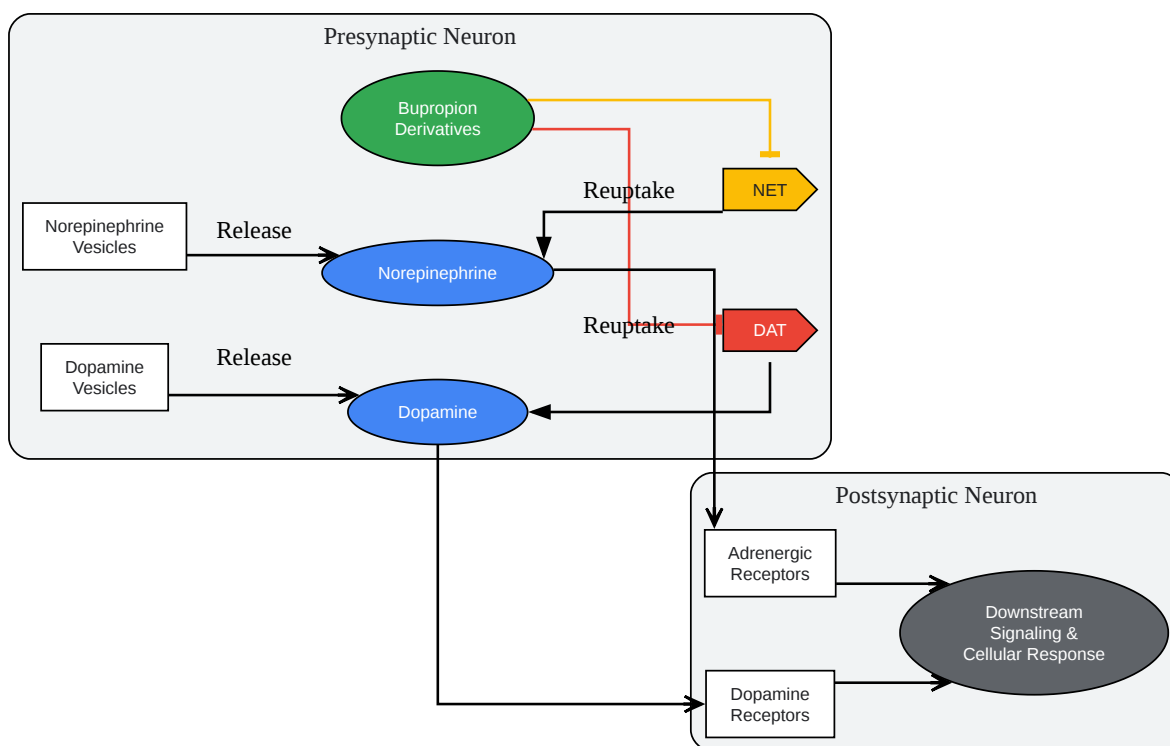 Presynaptic Neuron
Bupropion
Derivatives
Reuptake
NET
Norepinephrine
Vesicles
Release
Norepinephrine
Reuptake
DAT
Dopamine
Vesicles
Release
Dopamine
Postsynaptic Neuron
Adrenergic
Receptors
Downstream
Signaling &
Cellular Response
Dopamine
Receptors